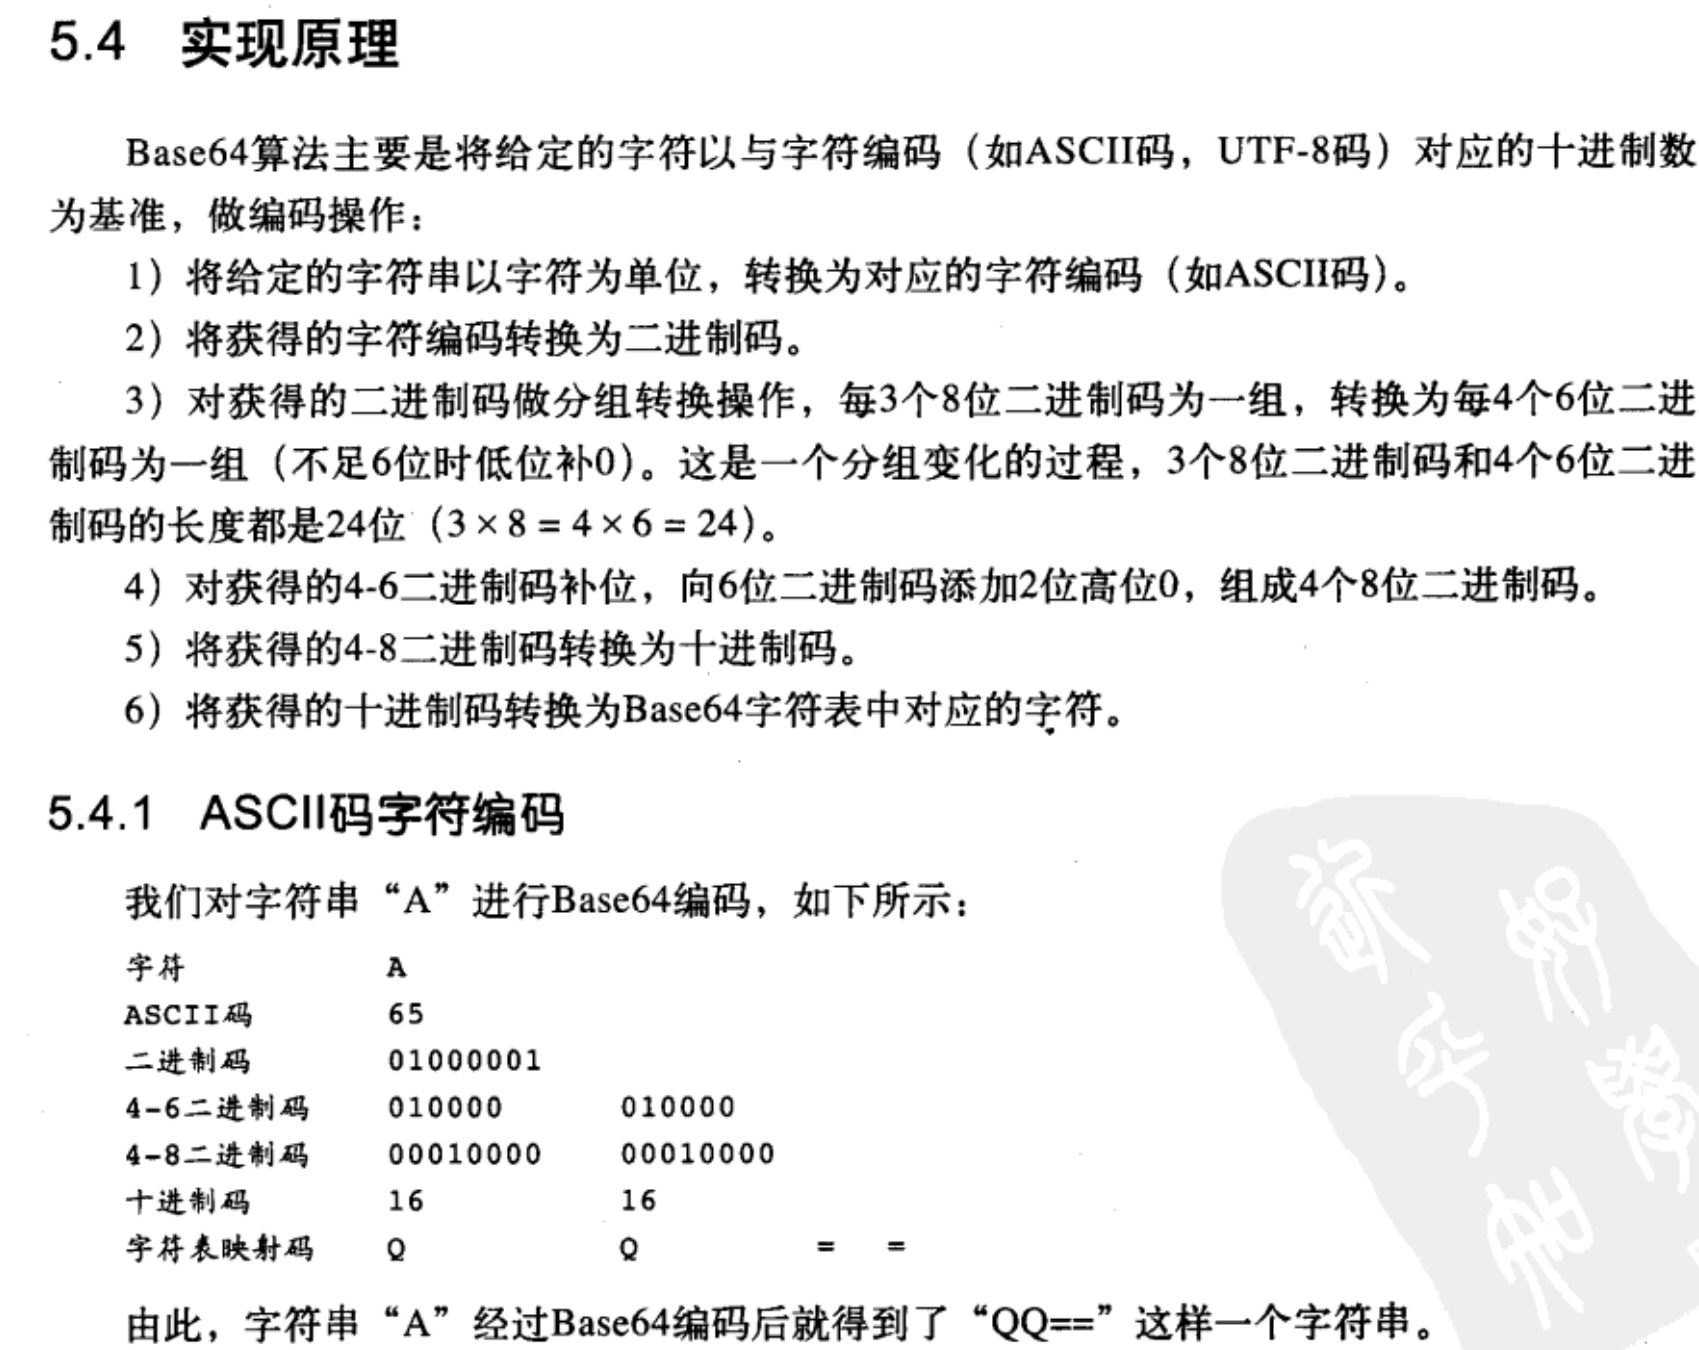 5.4 实现原理
Base64算法主要是将给定的字符以与字符编码（如ASCII码，UTF-8码）对应的十进制数
为基准，做编码操作：
1）将给定的字符串以字符为单位，转换为对应的字符编码（如ASCII码）。
2）将获得的字符编码转换为二进制码。
3）对获得的二进制码做分组转换操作，每3个8位二进制码为一组，转换为每4个6位二进
制码为一组（不足6位时低位补0）。这是一个分组变化的过程，3个8位二进制码和4个6位二进
制码的长度都是24位（3×8=4×6=24）。
4）对获得的4-6二进制码补位，向6位二进制码添加2位高位0，组成4个8位二进制码。
5）将获得的4-8二进制码转换为十进制码。
6）将获得的十进制码转换为Base64字符表中对应的字符。
5.4.1 ASCII码字符编码
我们对字符串“A”进行Base64编码，如下所示：
字符 A
ASCII码 65
二进制码 01000001
4-6二进制码 010000 010000
4-8二进制码 00010000 00010000
十进制码 16 16
字符表映射码 Q Q = =
由此，字符串“A”经过Base64编码后就得到了“QQ==”这样一个字符串。